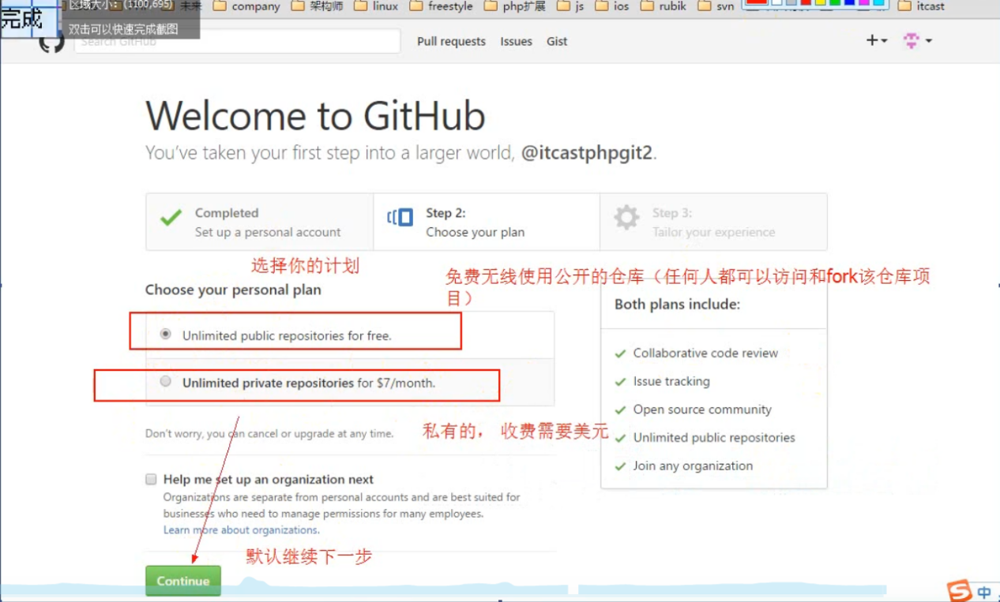 完成
区域大小：(1100,695)
双击可以快速完成截图
未来 company 架构师 linux freestyle php扩展 js ios rubik svn itcast
Search GitHub Pull requests Issues Gist
Welcome to GitHub
You’ve taken your first step into a larger world, @itcastphpgit2.
Completed
Set up a personal account
Step 2:
Choose your plan
Step 3:
Tailor your experience
选择你的计划
免费无线使用公开的仓库（任何人都可以访问和fork该仓库项
目）
Choose your personal plan
Unlimited public repositories for free.
Unlimited private repositories for $7/month.
Don’t worry, you can cancel or upgrade at any time.
私有的， 收费需要美元
Both plans include:
Collaborative code review
Issue tracking
Open source community
Unlimited public repositories
Join any organization
Help me set up an organization next
Organizations are separate from personal accounts and are best suited for
businesses who need to manage permissions for many employees.
Learn more about organizations.
默认继续下一步
Continue
中